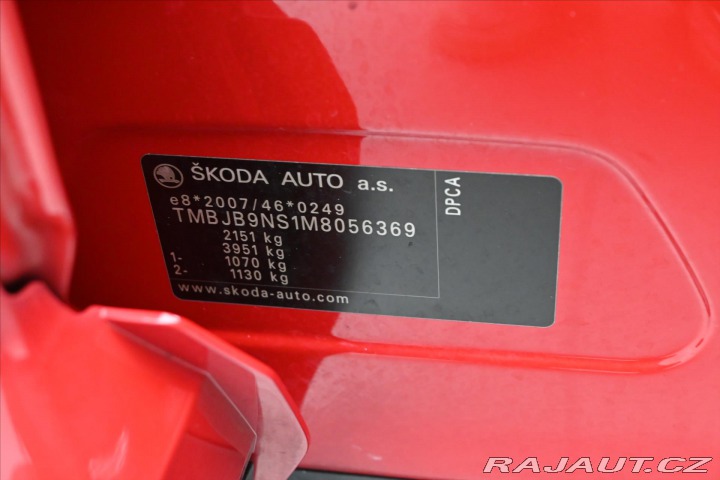 ŠKODA AUTO a.s.
e8*2007/46*0249
TMBJB9NS1M8056369
2151 kg
3951 kg
1- 1070 kg
2- 1130 kg
www.skoda-auto.com
DPCA
RAJAUT.CZ